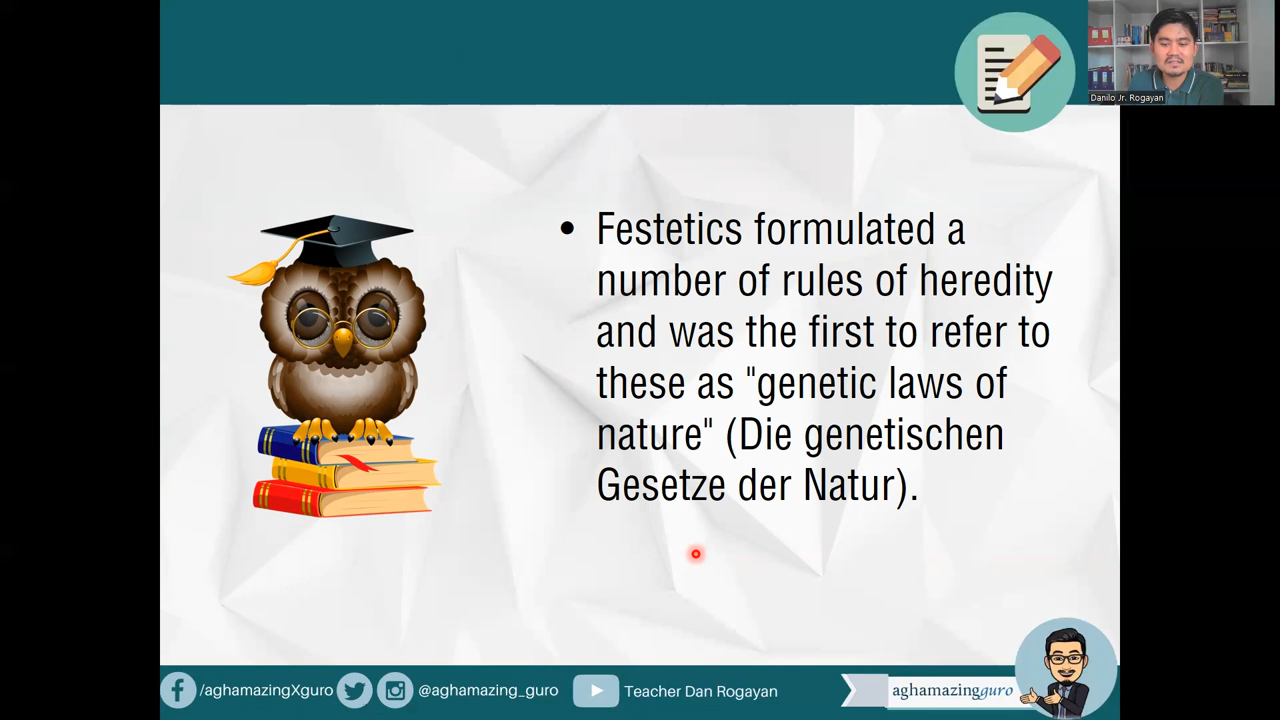 Danilo Jr. Rogayan
• Festetics formulated a
number of rules of heredity
and was the first to refer to
these as "genetic laws of
nature" (Die genetischen
Gesetze der Natur).
/aghamazingXguro
@aghamazing_guro
Teacher Dan Rogayan
aghamazingguro